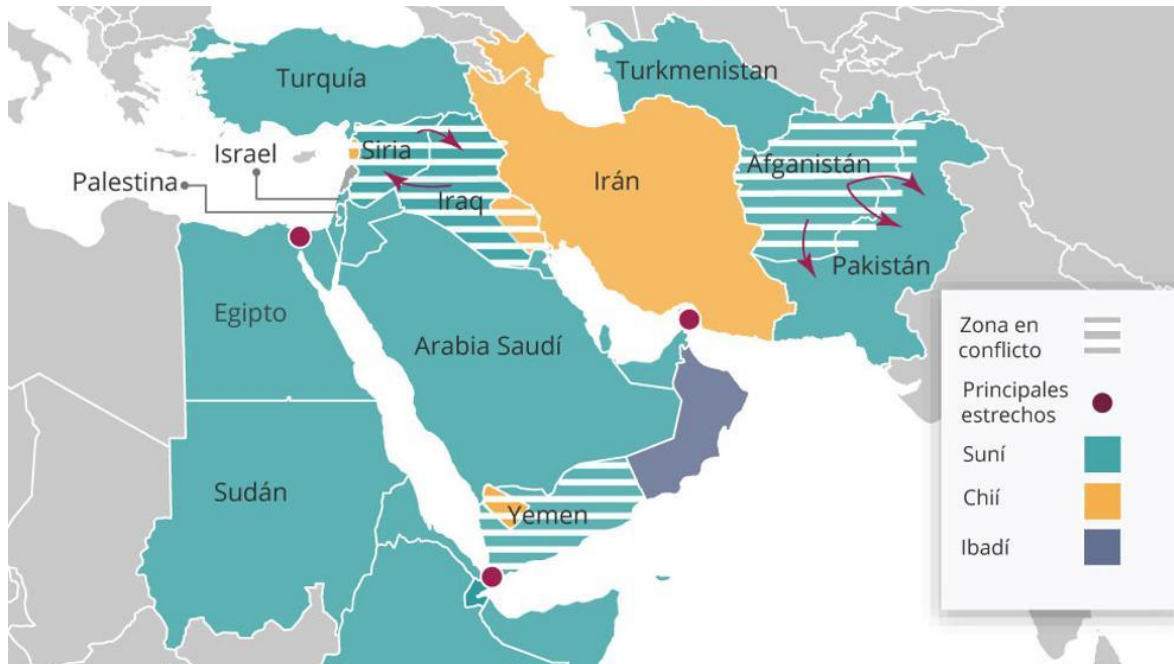 Turquía
Turkmenistan
Israel
Siria
Afganistán
Palestina
Irán
Iraq
Pakistán
Egipto
Arabia Saudí
Sudán
Yemen
Zona en
conflicto
Principales
estrechos
Suní
Chií
Ibadí